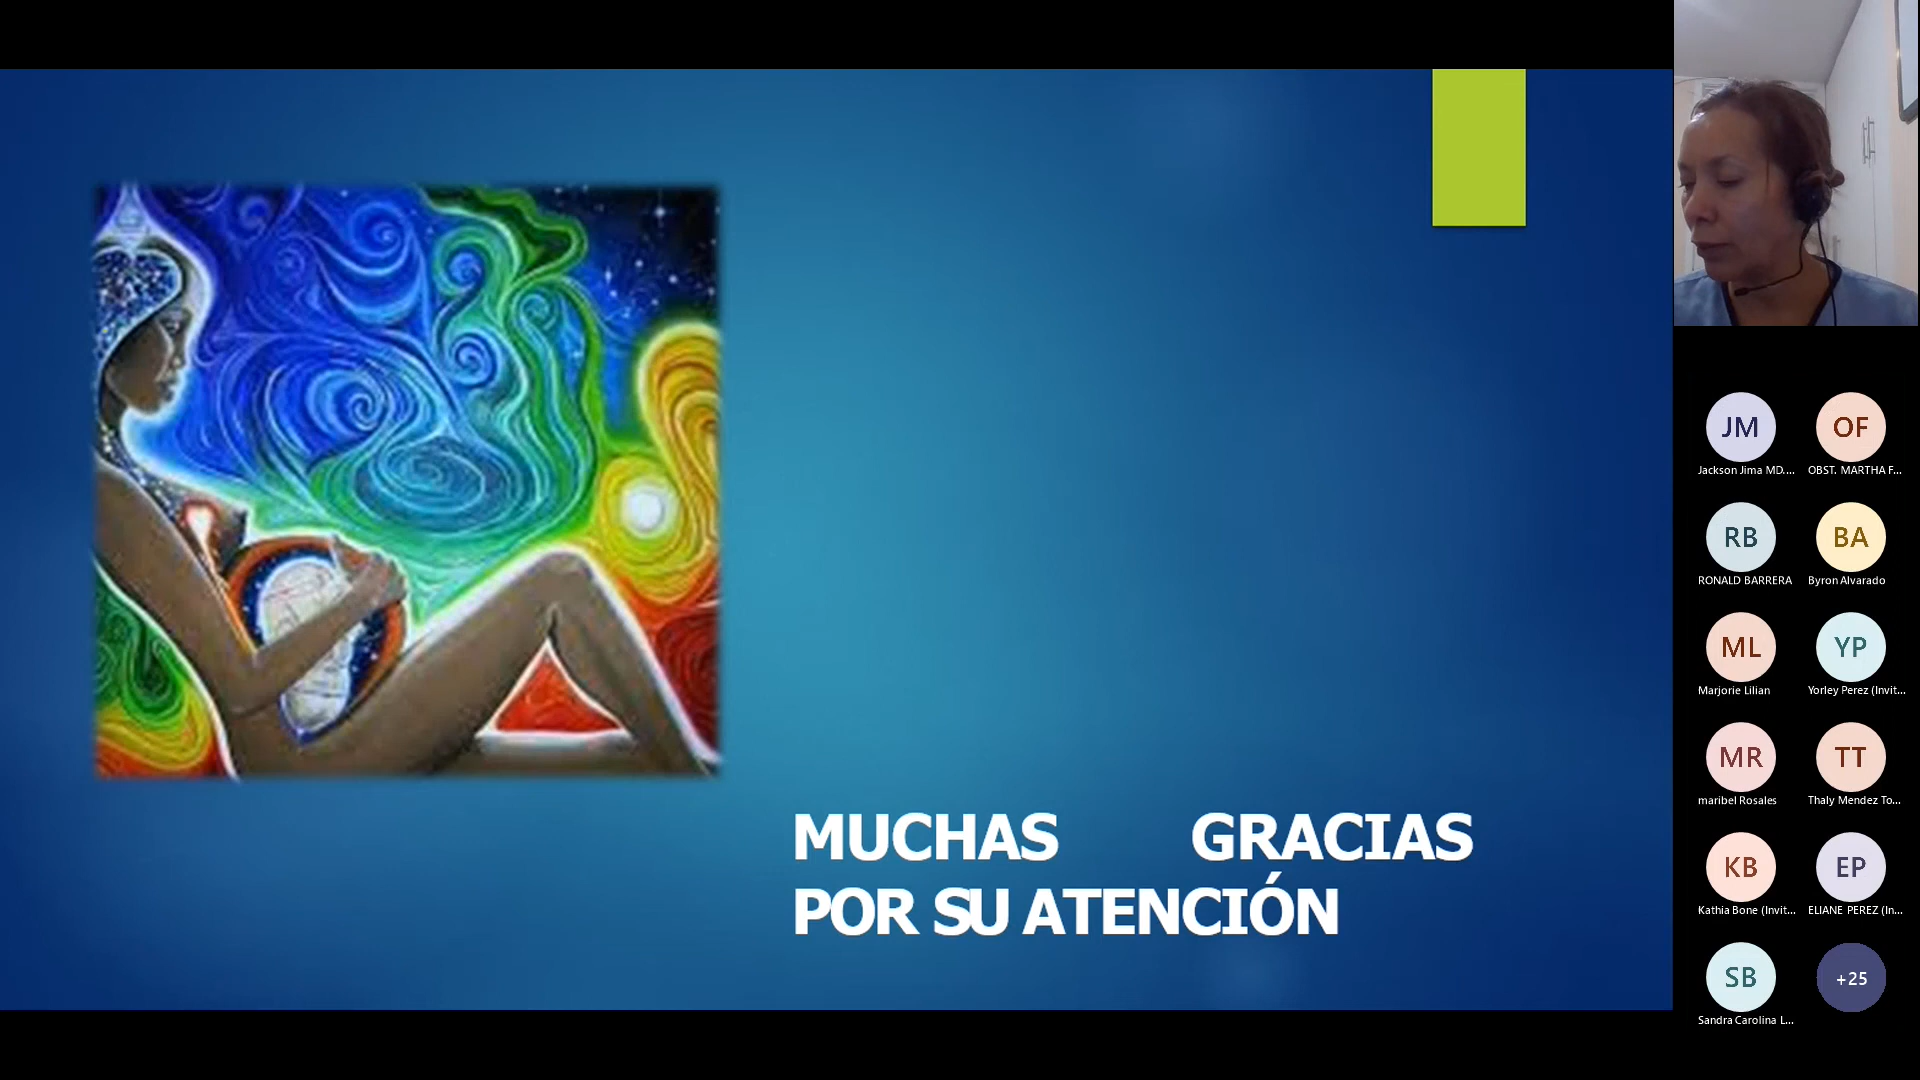 MUCHAS GRACIAS
POR SU ATENCIÓN
JM
OF
Jackson Jima MD....
OBST. MARTHA F...
RB
BA
RONALD BARRERA
Byron Alvarado
ML
YP
Marjorie Lilian
Yorley Perez (Invit...
MR
TT
maribel Rosales
Thaly Mendez To...
KB
EP
Kathia Bone (Invit...
ELIANE PEREZ (In...
SB
+25
Sandra Carolina L...